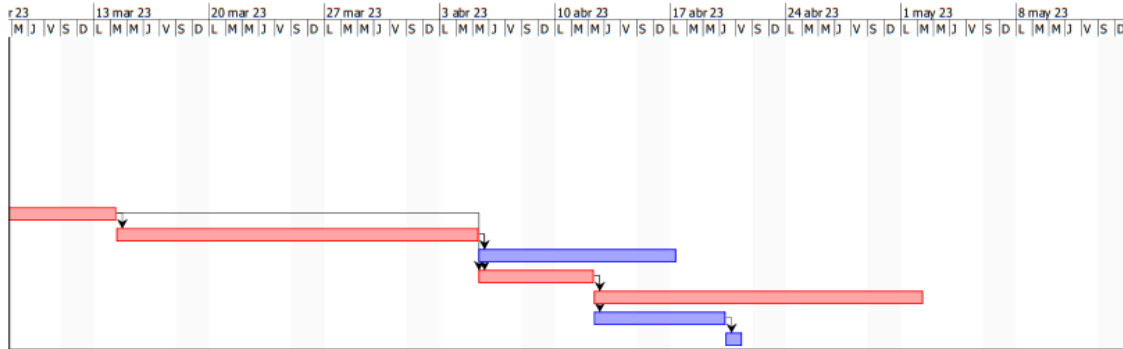 r 23 13 mar 23 20 mar 23 27 mar 23 3 abr 23 10 abr 23 17 abr 23 24 abr 23 1 may 23 8 may 23
M J V S D L M M J V S D L M M J V S D L M M J V S D L M M J V S D L M M J V S D L M M J V S D L M M J V S D L M M J V S D L M M J V S D